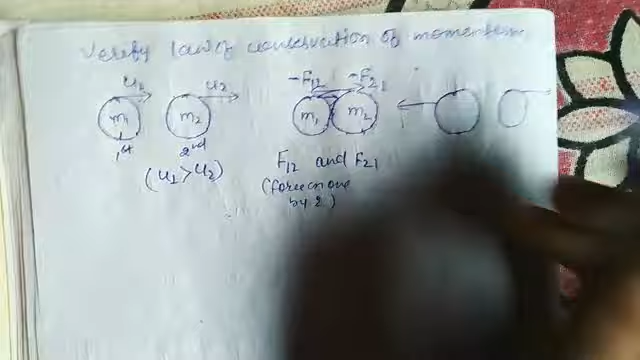 Verify law of conservation of momentum
u1 u2 -F12 -F21
m1 m2 m1 m2
1st 2nd
(u1 > u2) F12 and F21
(force on one
by 2)